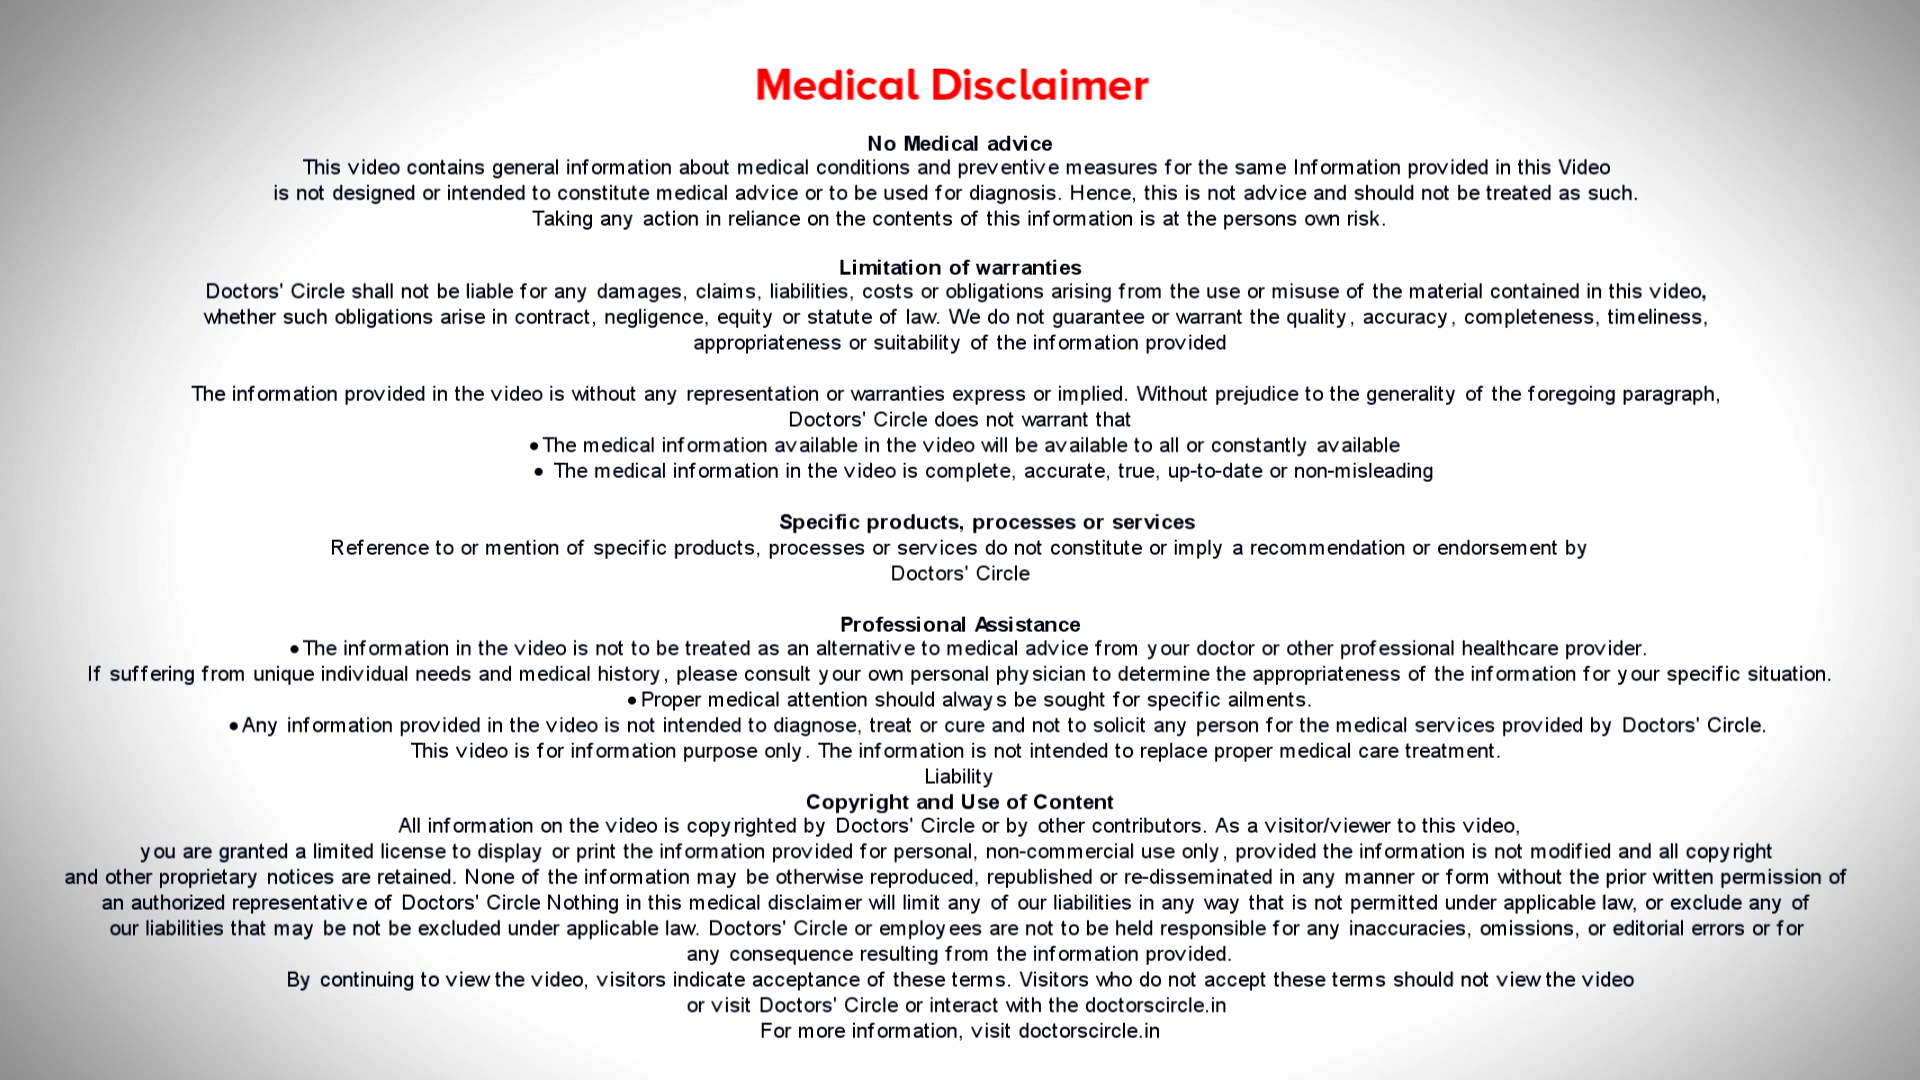 Medical Disclaimer
No Medical advice
This video contains general information about medical conditions and preventive measures for the same Information provided in this Video
is not designed or intended to constitute medical advice or to be used for diagnosis. Hence, this is not advice and should not be treated as such.
Taking any action in reliance on the contents of this information is at the persons own risk.
Limitation of warranties
Doctors' Circle shall not be liable for any damages, claims, liabilities, costs or obligations arising from the use or misuse of the material contained in this video,
whether such obligations arise in contract, negligence, equity or statute of law. We do not guarantee or warrant the quality, accuracy, completeness, timeliness,
appropriateness or suitability of the information provided
The information provided in the video is without any representation or warranties express or implied. Without prejudice to the generality of the foregoing paragraph,
Doctors' Circle does not warrant that
• The medical information available in the video will be available to all or constantly available
• The medical information in the video is complete, accurate, true, up-to-date or non-misleading
Specific products, processes or services
Reference to or mention of specific products, processes or services do not constitute or imply a recommendation or endorsement by
Doctors' Circle
Professional Assistance
• The information in the video is not to be treated as an alternative to medical advice from your doctor or other professional healthcare provider.
If suffering from unique individual needs and medical history, please consult your own personal physician to determine the appropriateness of the information for your specific situation.
• Proper medical attention should always be sought for specific ailments.
• Any information provided in the video is not intended to diagnose, treat or cure and not to solicit any person for the medical services provided by Doctors' Circle.
This video is for information purpose only. The information is not intended to replace proper medical care treatment.
Liability
Copyright and Use of Content
All information on the video is copyrighted by Doctors' Circle or by other contributors. As a visitor/viewer to this video,
you are granted a limited license to display or print the information provided for personal, non-commercial use only, provided the information is not modified and all copyright
and other proprietary notices are retained. None of the information may be otherwise reproduced, republished or re-disseminated in any manner or form without the prior written permission of
an authorized representative of Doctors' Circle Nothing in this medical disclaimer will limit any of our liabilities in any way that is not permitted under applicable law, or exclude any of
our liabilities that may be not be excluded under applicable law. Doctors' Circle or employees are not to be held responsible for any inaccuracies, omissions, or editorial errors or for
any consequence resulting from the information provided.
By continuing to view the video, visitors indicate acceptance of these terms. Visitors who do not accept these terms should not view the video
or visit Doctors' Circle or interact with the doctorscircle.in
For more information, visit doctorscircle.in